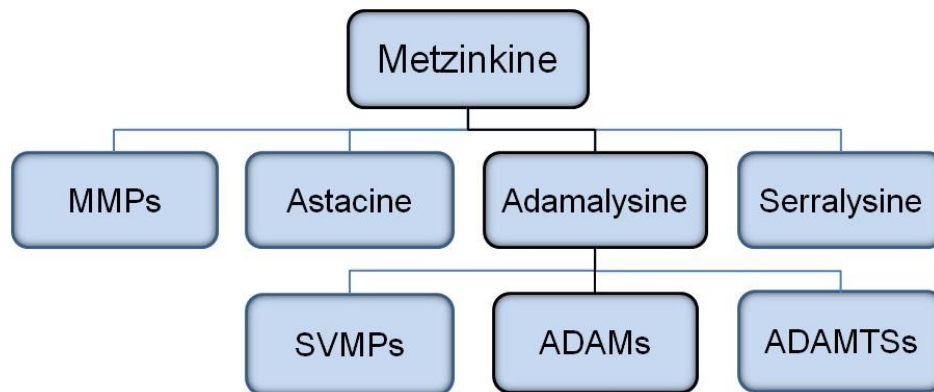 Metzinkine
MMPs
Astacine
Adamalysine
Serralysine
SVMPs
ADAMs
ADAMTSs